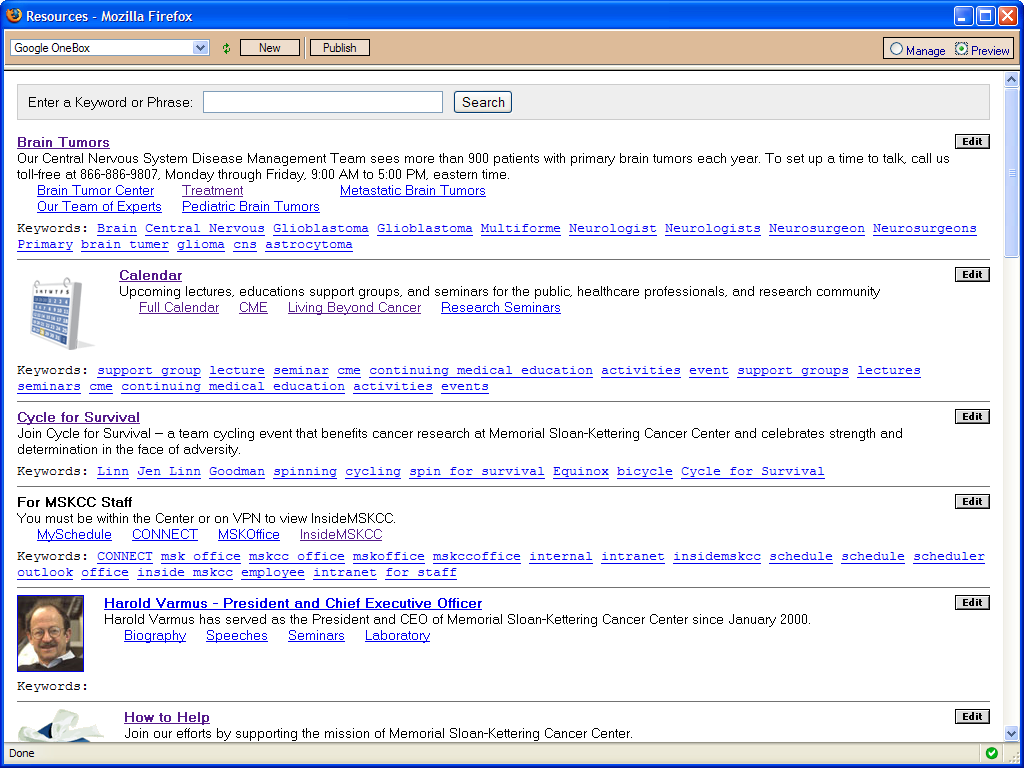 Resources - Mozilla Firefox
Google OneBox New Publish Manage Preview
Enter a Keyword or Phrase: Search
Brain Tumors Edit
Our Central Nervous System Disease Management Team sees more than 900 patients with primary brain tumors each year. To set up a time to talk, call us
toll-free at 866-886-9807, Monday through Friday, 9:00 AM to 5:00 PM, eastern time.
Brain Tumor Center Treatment Metastatic Brain Tumors
Our Team of Experts Pediatric Brain Tumors
Keywords: Brain Central Nervous Glioblastoma Glioblastoma Multiforme Neurologist Neurologists Neurosurgeon Neurosurgeons
Primary brain tumer glioma cns astrocytoma
Calendar Edit
Upcoming lectures, educations support groups, and seminars for the public, healthcare professionals, and research community
Full Calendar CME Living Beyond Cancer Research Seminars
Keywords: support group lecture seminar cme continuing medical education activities event support groups lectures
seminars cme continuing medical education activities events
Cycle for Survival Edit
Join Cycle for Survival – a team cycling event that benefits cancer research at Memorial Sloan-Kettering Cancer Center and celebrates strength and
determination in the face of adversity.
Keywords: Linn Jen Linn Goodman spinning cycling spin for survival Equinox bicycle Cycle for Survival
For MSKCC Staff Edit
You must be within the Center or on VPN to view InsideMSKCC.
MySchedule CONNECT MSKOffice InsideMSKCC
Keywords: CONNECT msk office mskcc office mskoffice mskccoffice internal intranet insidemskcc schedule schedule scheduler
outlook office inside mskcc employee intranet for staff
Harold Varmus - President and Chief Executive Officer Edit
Harold Varmus has served as the President and CEO of Memorial Sloan-Kettering Cancer Center since January 2000.
Biography Speeches Seminars Laboratory
Keywords:
How to Help Edit
Join our efforts by supporting the mission of Memorial Sloan-Kettering Cancer Center.
Done